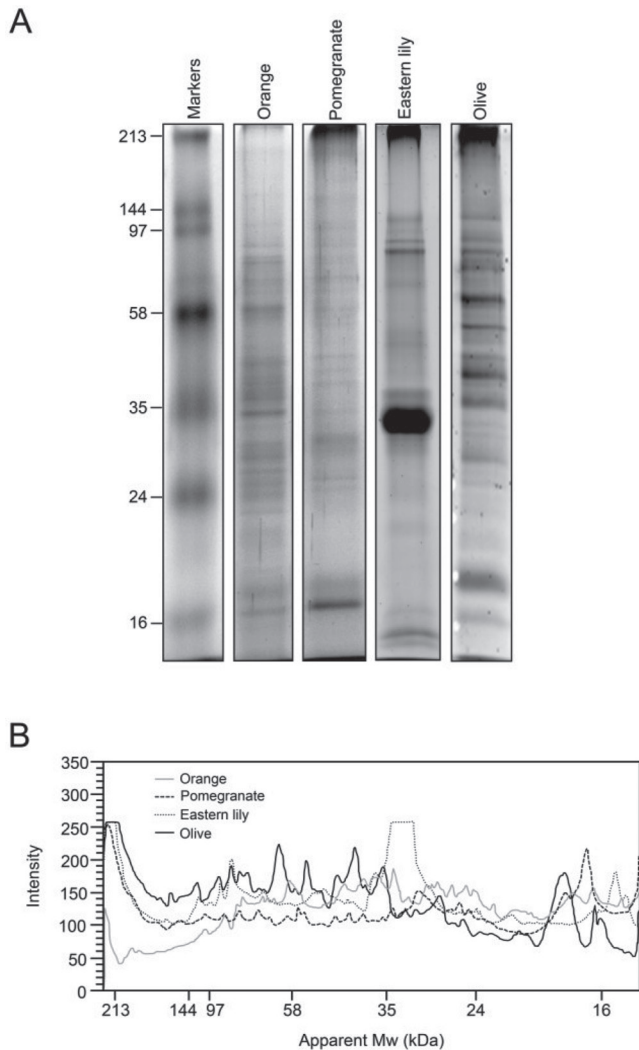 A
Markers
Orange
Pomegranate
Eastern lily
Olive
213
144
97
58
35
24
16
B
350
300
250
200
150
100
50
0
Intensity
Orange
Pomegranate
Eastern lily
Olive
213 144 97 58 35 24 16
Apparent Mw (kDa)